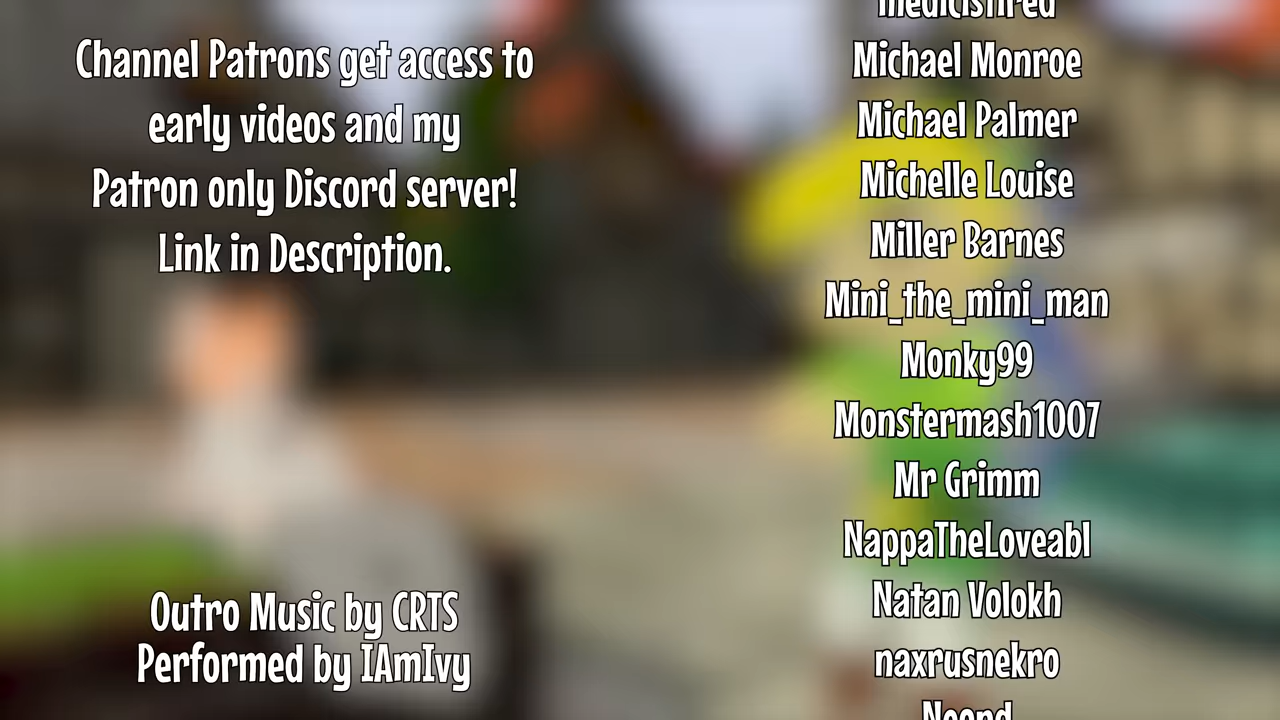 Channel Patrons get access to
early videos and my
Patron only Discord server!
Link in Description.
Outro Music by CRTS
Performed by IAmIvy
Michael Monroe
Michael Palmer
Michelle Louise
Miller Barnes
Mini_the_mini_man
Monky99
Monstermash1007
Mr Grimm
NappaTheLoveabl
Natan Volokh
naxrusnekro